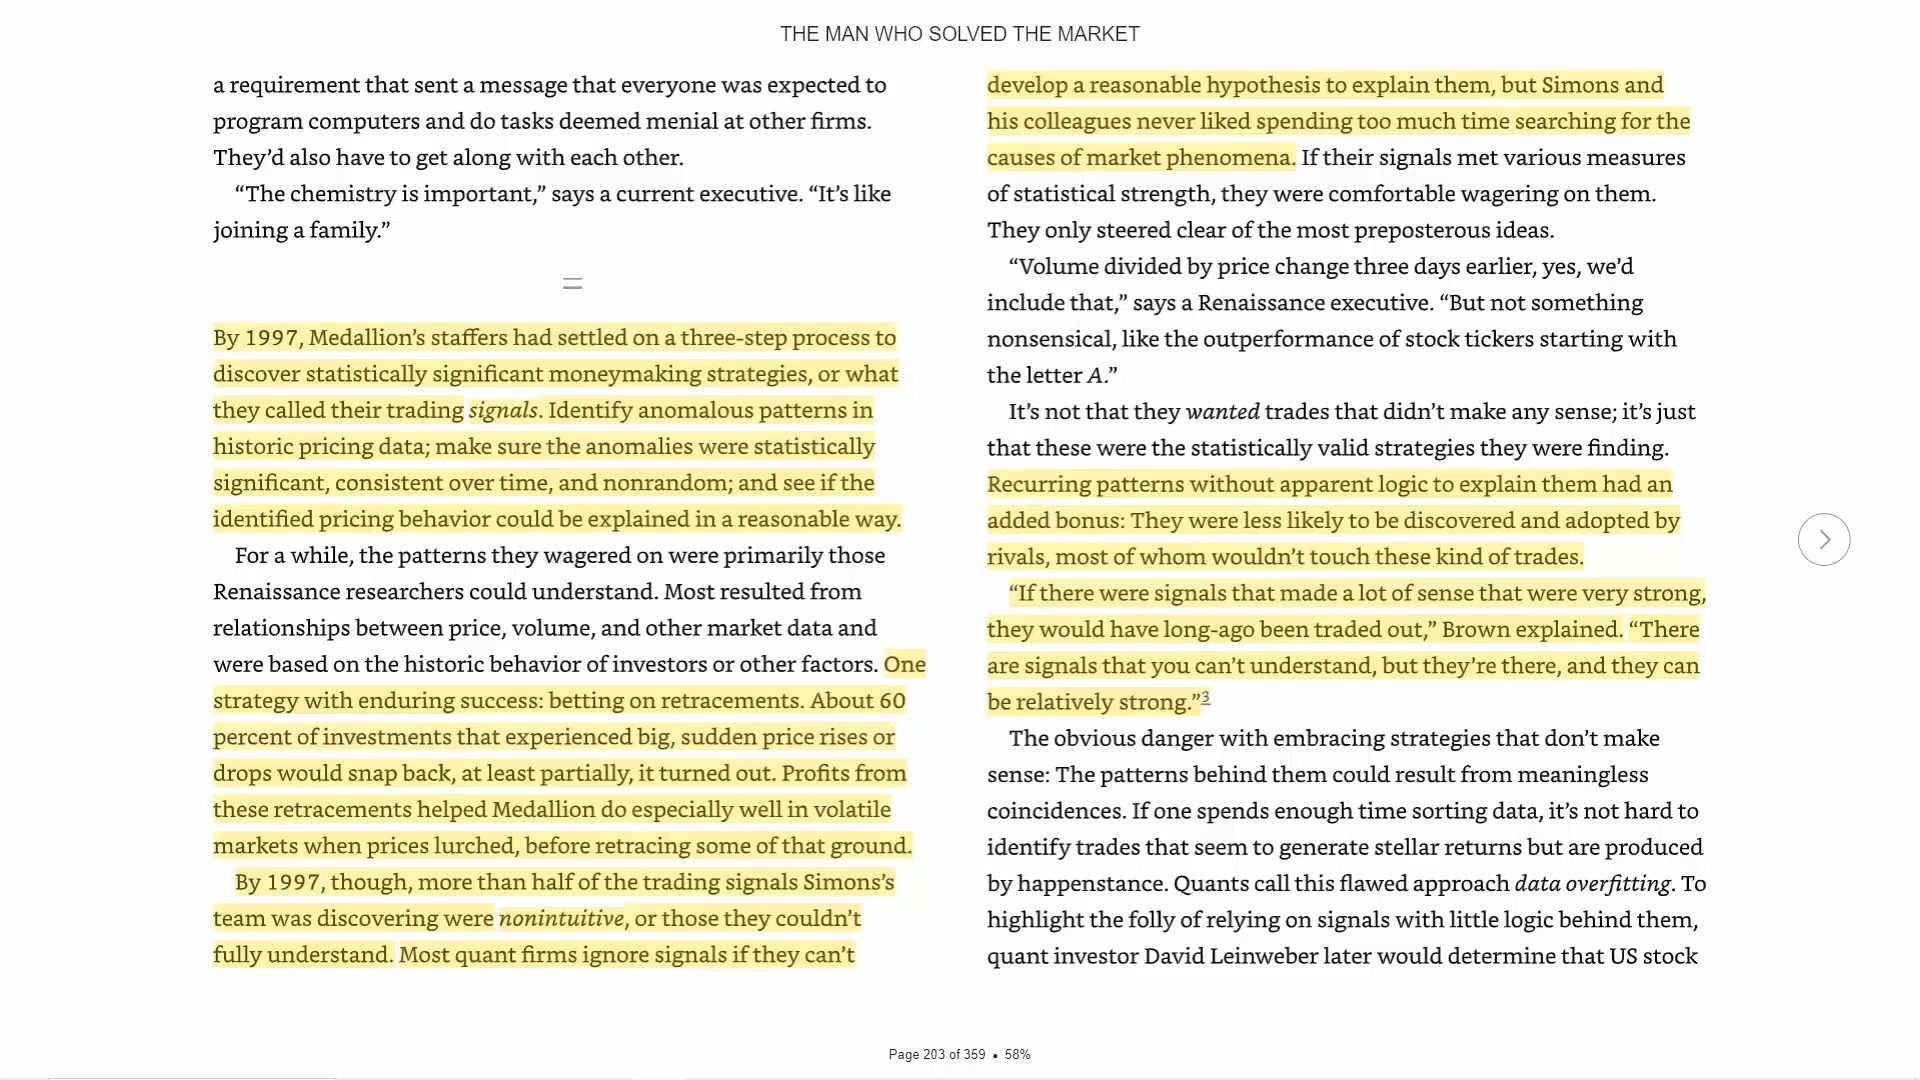 THE MAN WHO SOLVED THE MARKET
a requirement that sent a message that everyone was expected to
program computers and do tasks deemed menial at other firms.
They’d also have to get along with each other.
“The chemistry is important,” says a current executive. “It’s like
joining a family.”
By 1997, Medallion’s staffers had settled on a three-step process to
discover statistically significant moneymaking strategies, or what
they called their trading signals. Identify anomalous patterns in
historic pricing data; make sure the anomalies were statistically
significant, consistent over time, and nonrandom; and see if the
identified pricing behavior could be explained in a reasonable way.
For a while, the patterns they wagered on were primarily those
Renaissance researchers could understand. Most resulted from
relationships between price, volume, and other market data and
were based on the historic behavior of investors or other factors. One
strategy with enduring success: betting on retracements. About 60
percent of investments that experienced big, sudden price rises or
drops would snap back, at least partially, it turned out. Profits from
these retracements helped Medallion do especially well in volatile
markets when prices lurched, before retracing some of that ground.
By 1997, though, more than half of the trading signals Simons’s
team was discovering were nonintuitive, or those they couldn’t
fully understand. Most quant firms ignore signals if they can’t
develop a reasonable hypothesis to explain them, but Simons and
his colleagues never liked spending too much time searching for the
causes of market phenomena. If their signals met various measures
of statistical strength, they were comfortable wagering on them.
They only steered clear of the most preposterous ideas.
“Volume divided by price change three days earlier, yes, we’d
include that,” says a Renaissance executive. “But not something
nonsensical, like the outperformance of stock tickers starting with
the letter A.”
It’s not that they wanted trades that didn’t make any sense; it’s just
that these were the statistically valid strategies they were finding.
Recurring patterns without apparent logic to explain them had an
added bonus: They were less likely to be discovered and adopted by
rivals, most of whom wouldn’t touch these kind of trades.
“If there were signals that made a lot of sense that were very strong,
they would have long-ago been traded out,” Brown explained. “There
are signals that you can’t understand, but they’re there, and they can
be relatively strong.”3
The obvious danger with embracing strategies that don’t make
sense: The patterns behind them could result from meaningless
coincidences. If one spends enough time sorting data, it’s not hard to
identify trades that seem to generate stellar returns but are produced
by happenstance. Quants call this flawed approach data overfitting. To
highlight the folly of relying on signals with little logic behind them,
quant investor David Leinweber later would determine that US stock
Page 203 of 359 • 58%